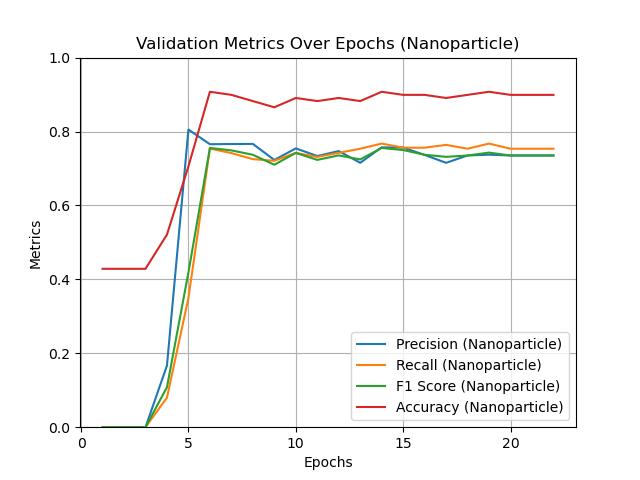 Validation Metrics Over Epochs (Nanoparticle)
1.0
0.8
0.6
0.4
0.2
0.0
Metrics
0 5 10 15 20
Epochs
Precision (Nanoparticle)
Recall (Nanoparticle)
F1 Score (Nanoparticle)
Accuracy (Nanoparticle)